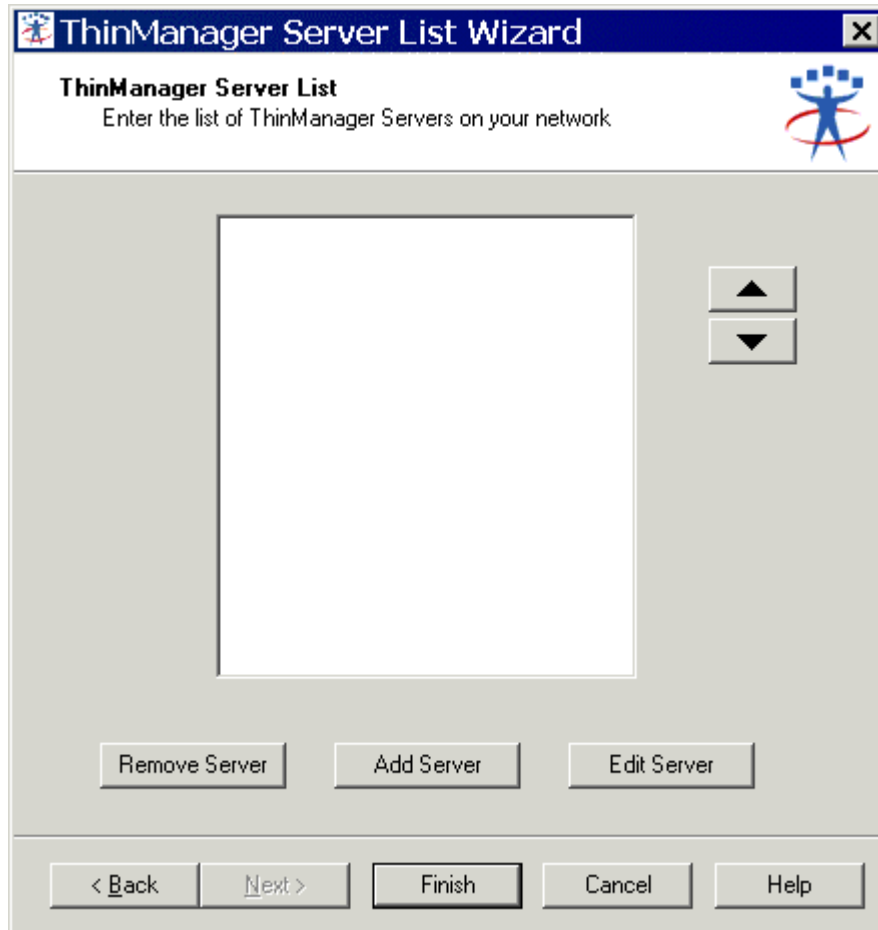 ThinManager Server List Wizard
ThinManager Server List
Enter the list of ThinManager Servers on your network
Remove Server Add Server Edit Server
< Back Next > Finish Cancel Help